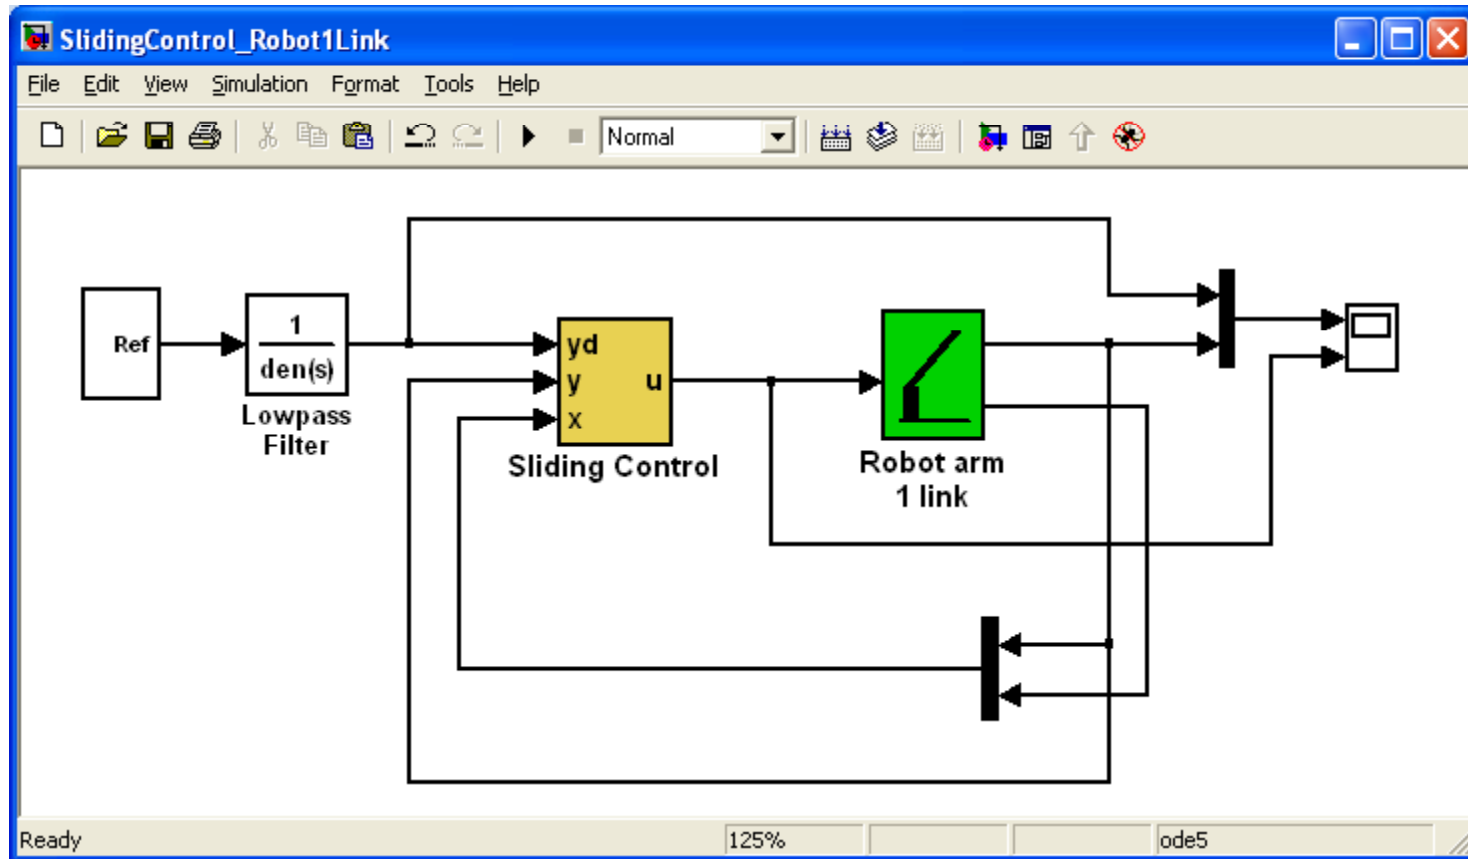 SlidingControl_Robot1Link
File Edit View Simulation Format Tools Help
Normal
Ref
1
den(s)
Lowpass
Filter
yd
y
u
x
Sliding Control
Robot arm
1 link
Ready
125%
ode5